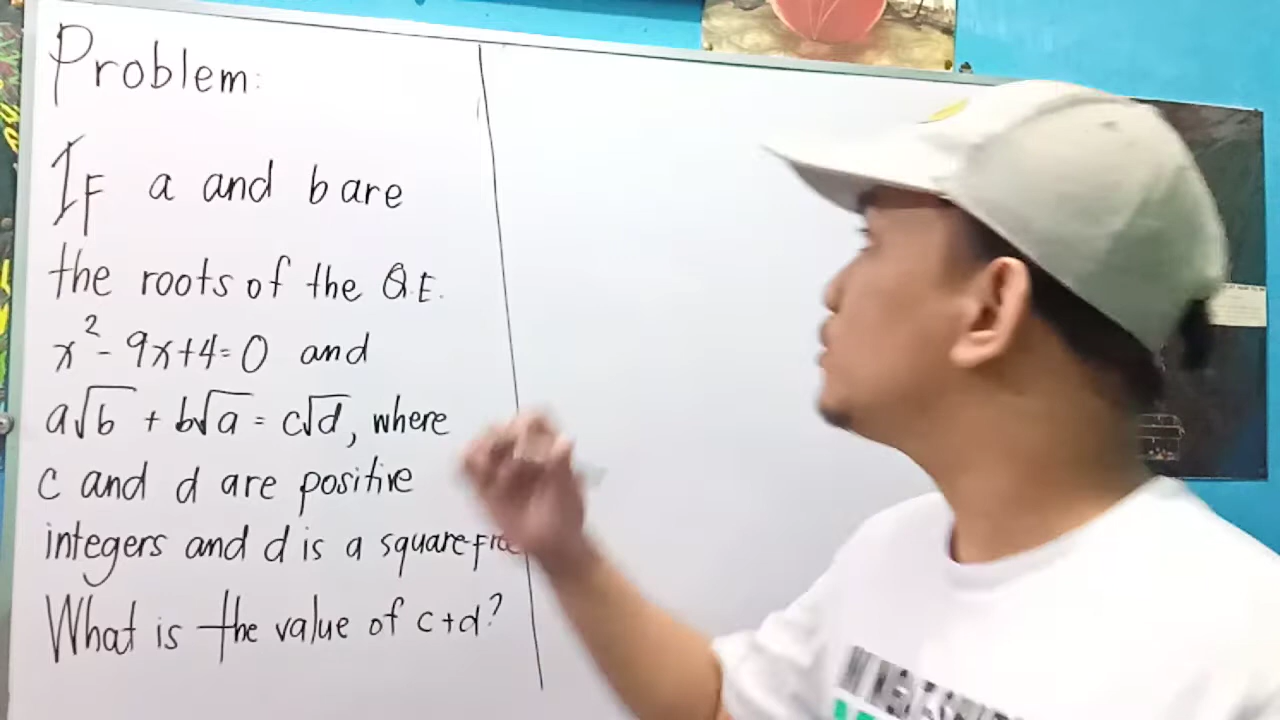 Problem:
IF a and b are
the roots of the Q.E.
x² - 9x+4=0 and
a√b + b√a = c√d, where
c and d are positive
integers and d is a square-free
What is the value of c+d?